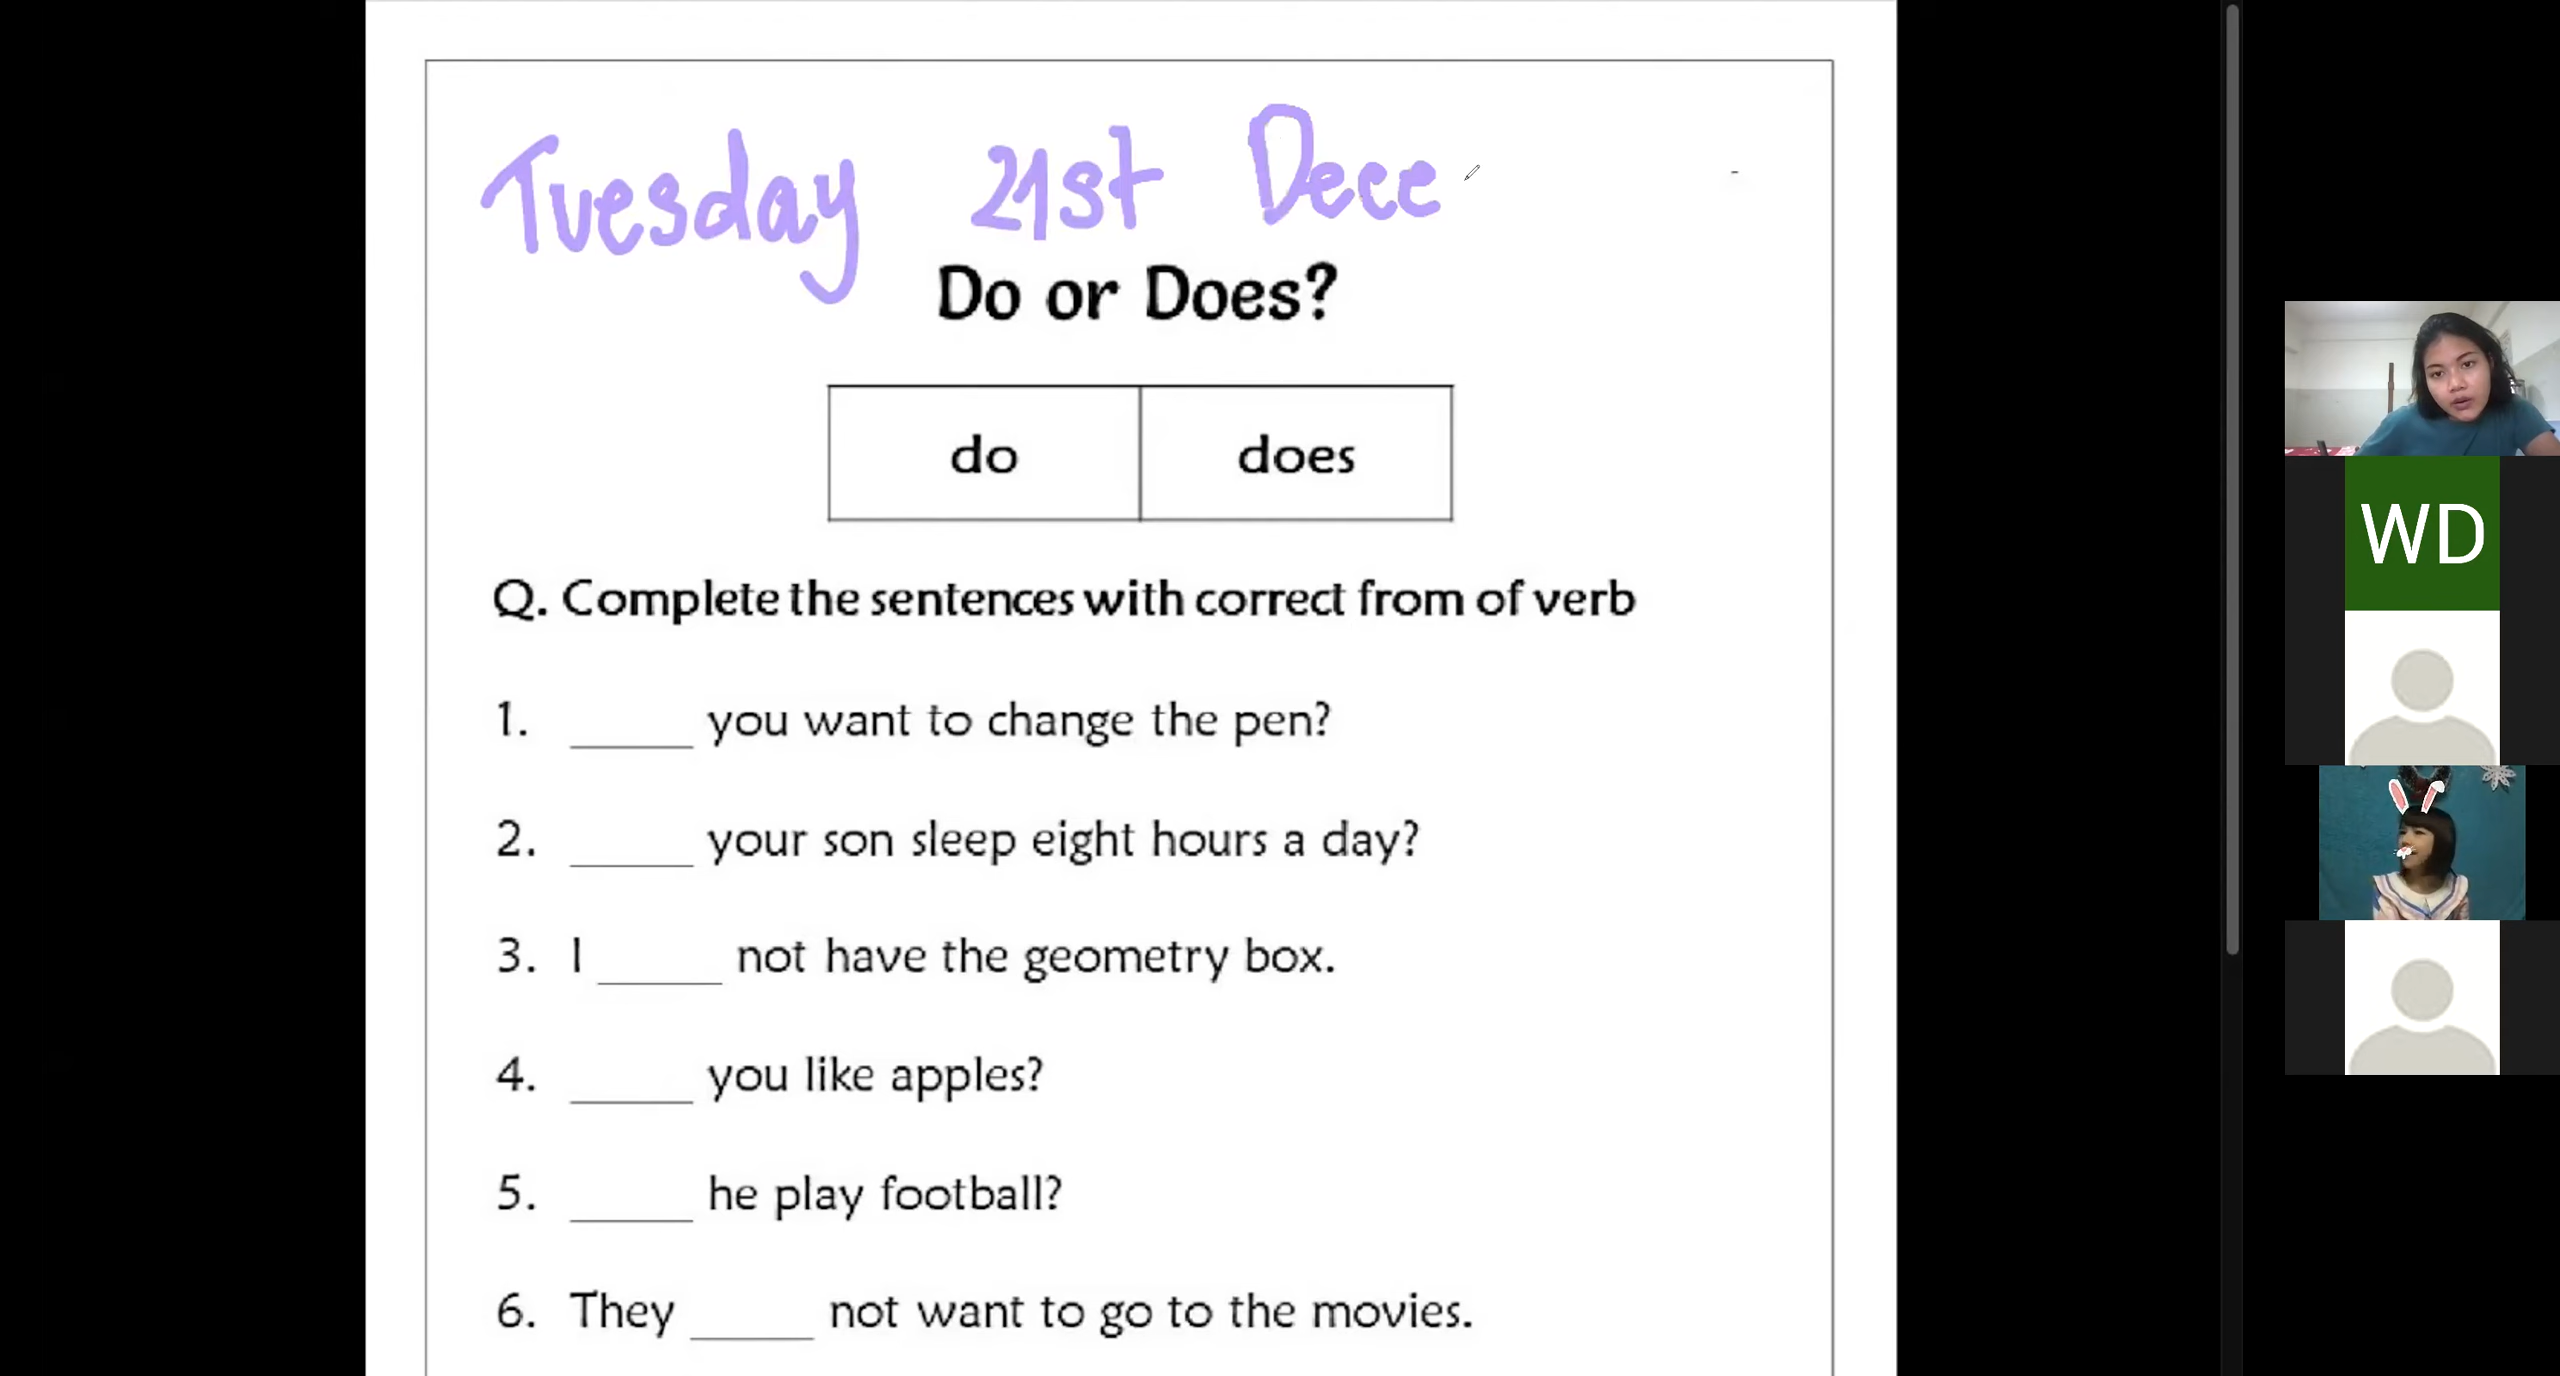 Tuesday 21st Dece
Do or Does?
do does
Q. Complete the sentences with correct from of verb
1. _____ you want to change the pen?
2. _____ your son sleep eight hours a day?
3. I _____ not have the geometry box.
4. _____ you like apples?
5. _____ he play football?
6. They _____ not want to go to the movies.
WD